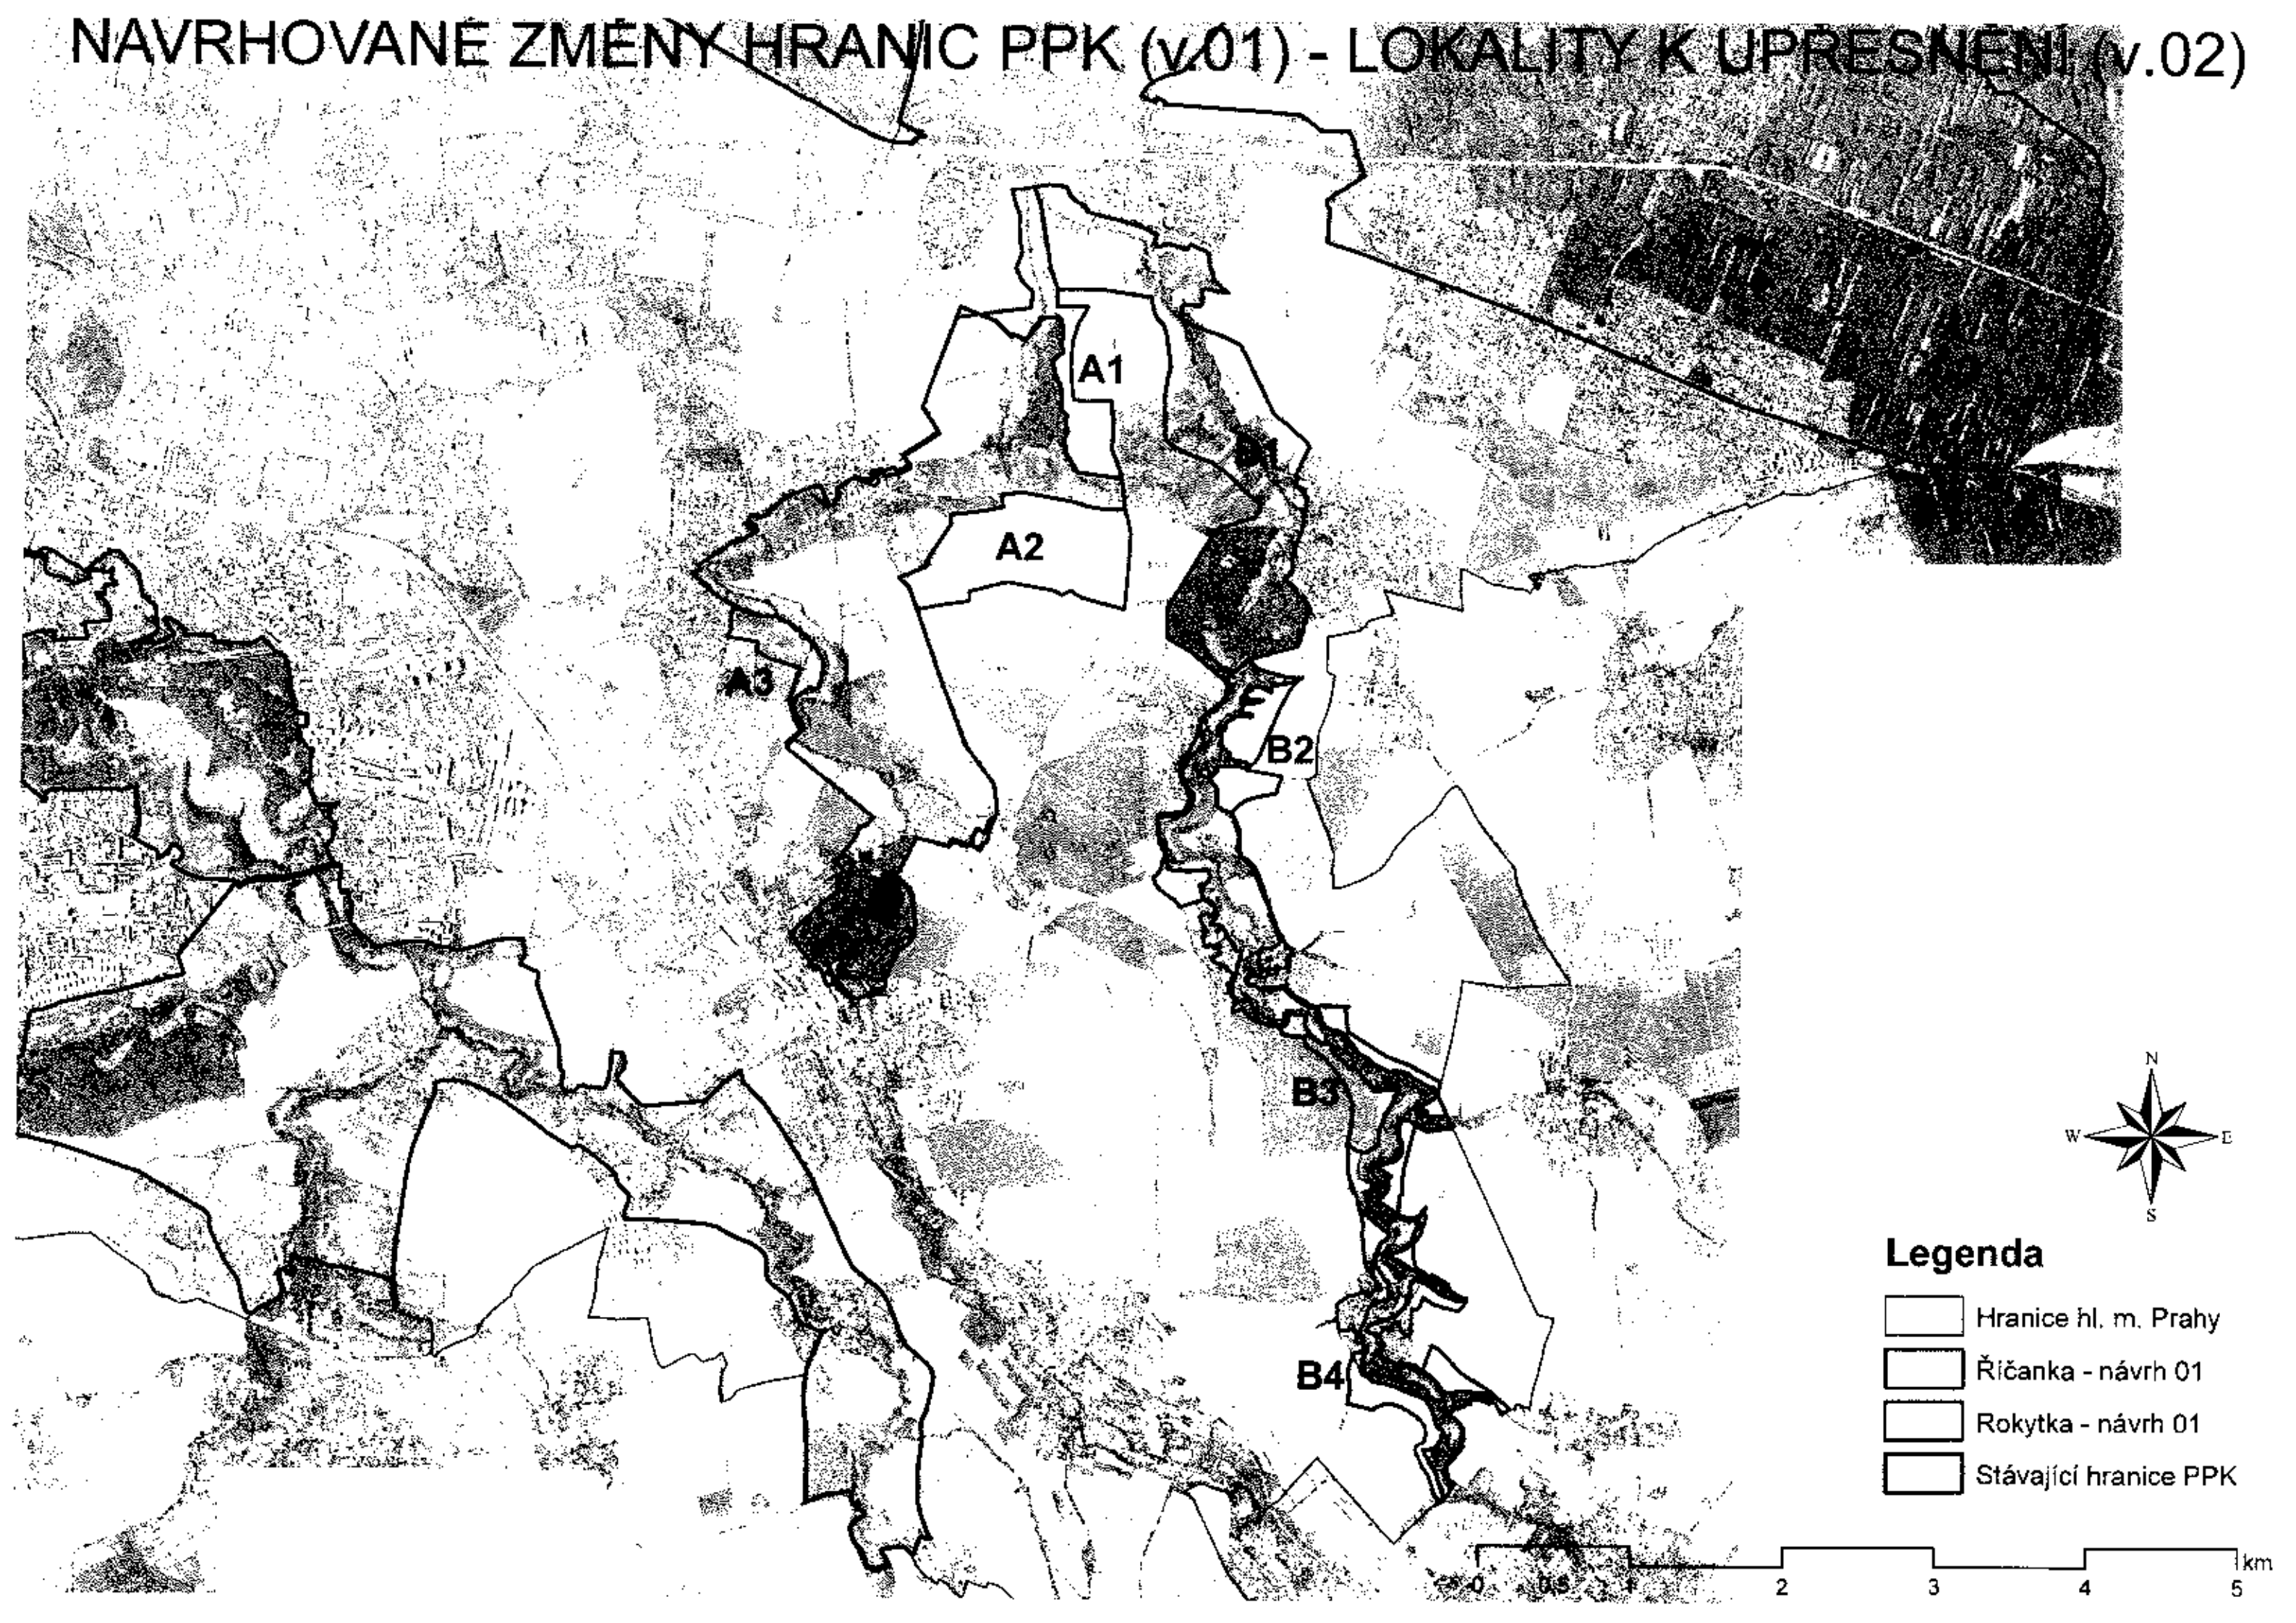 NAVRHOVANÉ ZMĚNY HRANIC PPK (v.01) - LOKALITY K UPŘESNĚNÍ (v.02)
A1
B1
A2
A3
B2
B3
B4
N
W E
S
Legenda
Hranice hl. m. Prahy
Říčanka - návrh 01
Rokytka - návrh 01
Stávající hranice PPK
km
0 0,5 1 2 3 4 5